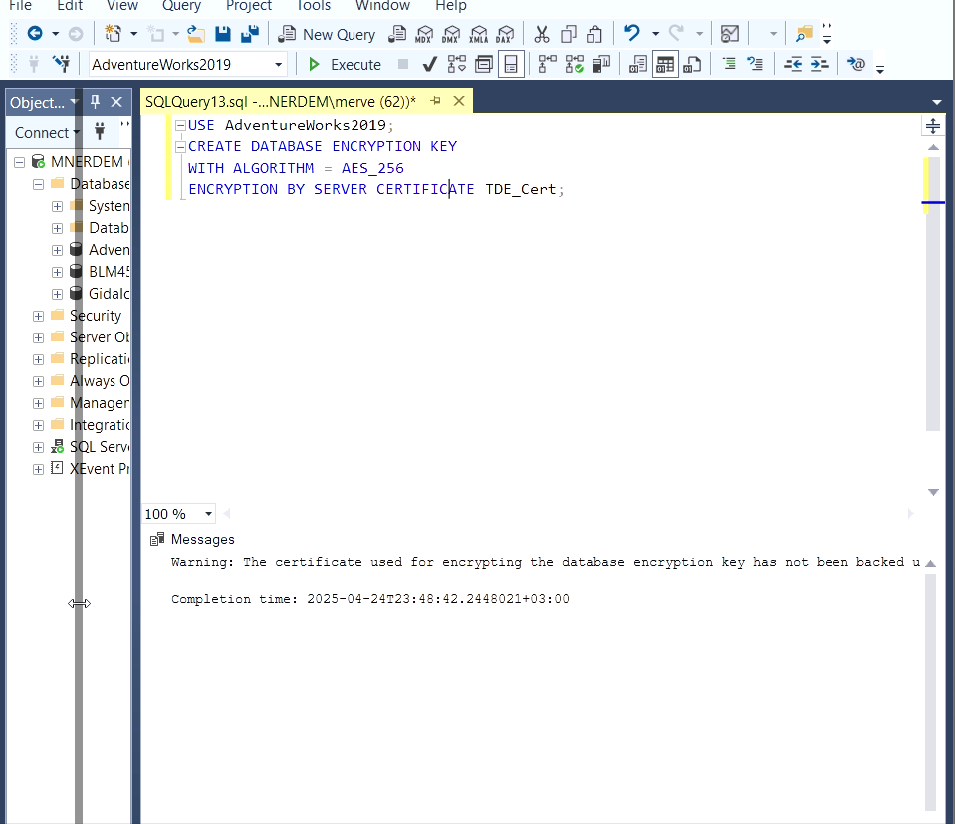 File Edit View Query Project Tools Window Help
New Query MDX DMX XMLA DAX
AdventureWorks2019 Execute
Object... SQLQuery13.sql -...NERDEM\merve (62))*
Connect
USE AdventureWorks2019;
CREATE DATABASE ENCRYPTION KEY
WITH ALGORITHM = AES_256
ENCRYPTION BY SERVER CERTIFICATE TDE_Cert;
MNERDEM (
Database
System
Datab
Adven
BLM45
Gidalo
Security
Server Ob
Replicatio
Always O
Managen
Integratio
SQL Serve
XEvent Pr
100 %
Messages
Warning: The certificate used for encrypting the database encryption key has not been backed u
Completion time: 2025-04-24T23:48:42.2448021+03:00